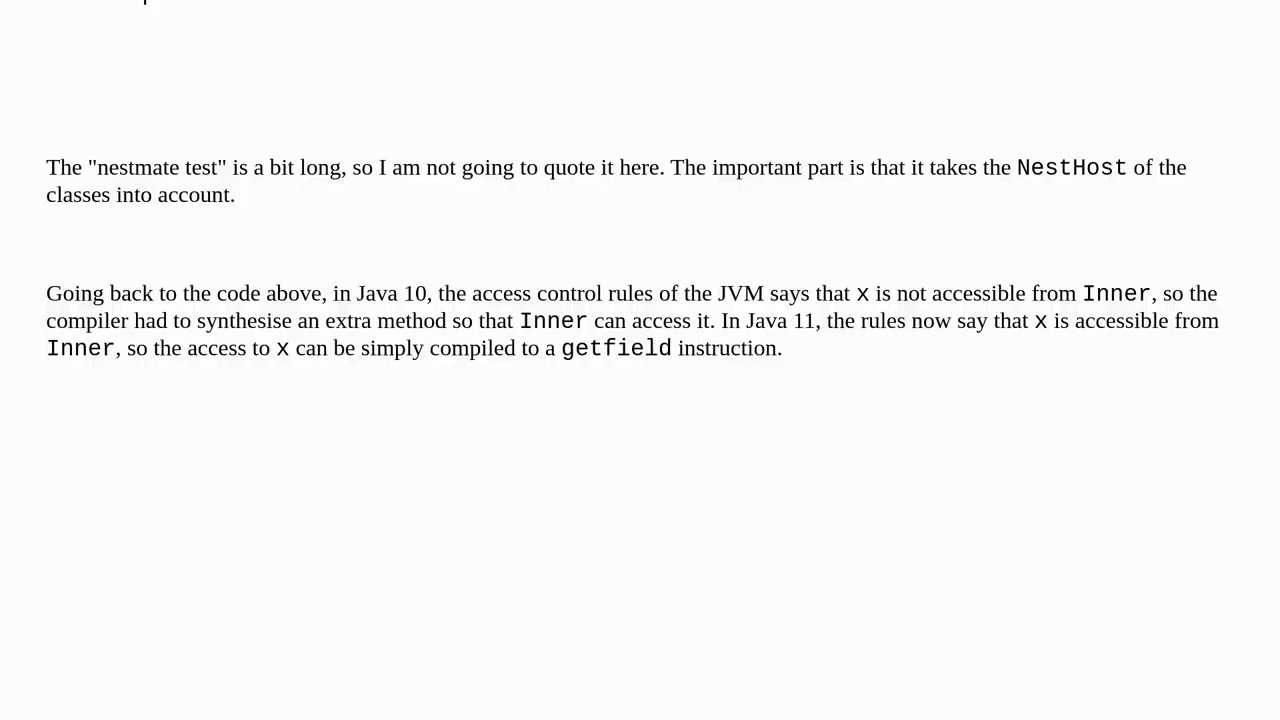 The "nestmate test" is a bit long, so I am not going to quote it here. The important part is that it takes the NestHost of the
classes into account.
Going back to the code above, in Java 10, the access control rules of the JVM says that x is not accessible from Inner, so the
compiler had to synthesise an extra method so that Inner can access it. In Java 11, the rules now say that x is accessible from
Inner, so the access to x can be simply compiled to a getfield instruction.